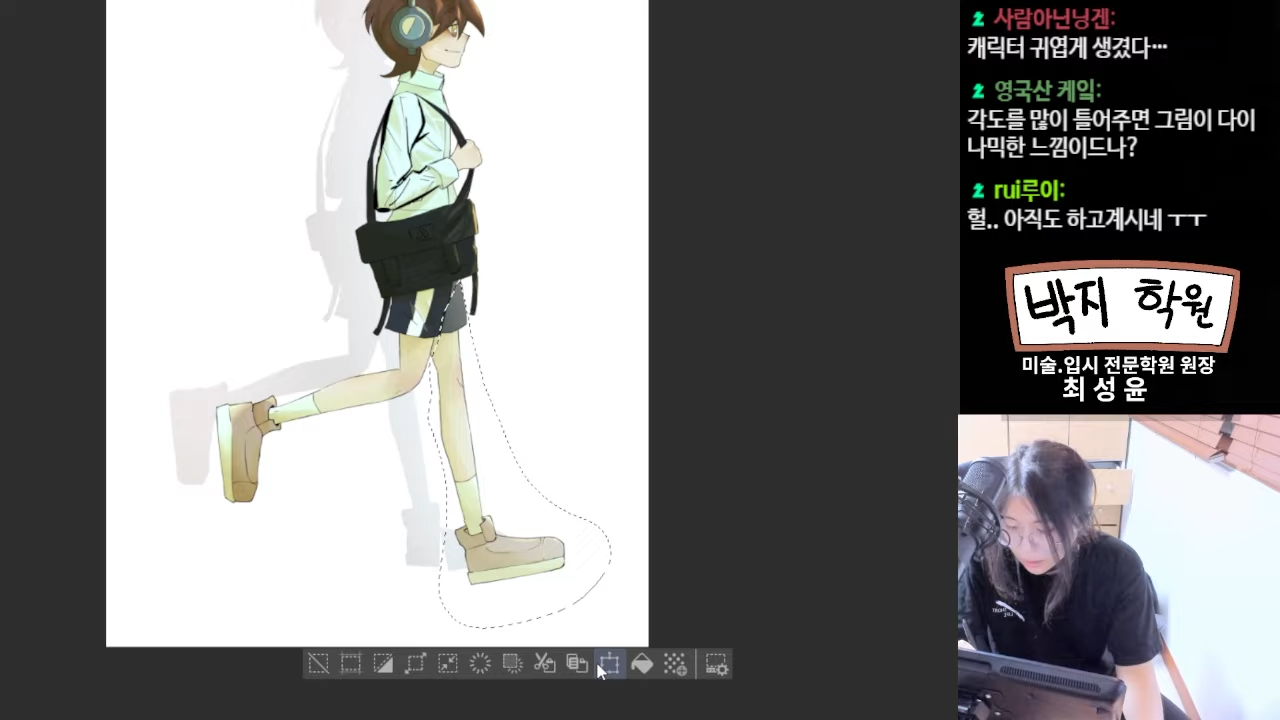 사람아닌닝겐:
캐릭터 귀엽게 생겼다···
영국산 케잌:
각도를 많이 틀어주면 그림이 다이
나믹한 느낌이드나?
rui루이:
헐.. 아직도 하고계시네 ㅜㅜ
박지 학원
미술.입시 전문학원 원장
최성윤